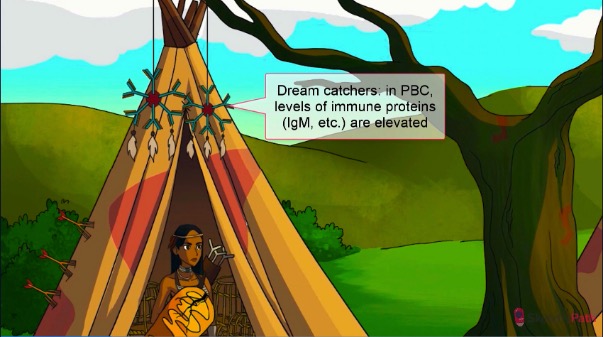 Dream catchers: in PBC,
levels of immune proteins
(IgM, etc.) are elevated